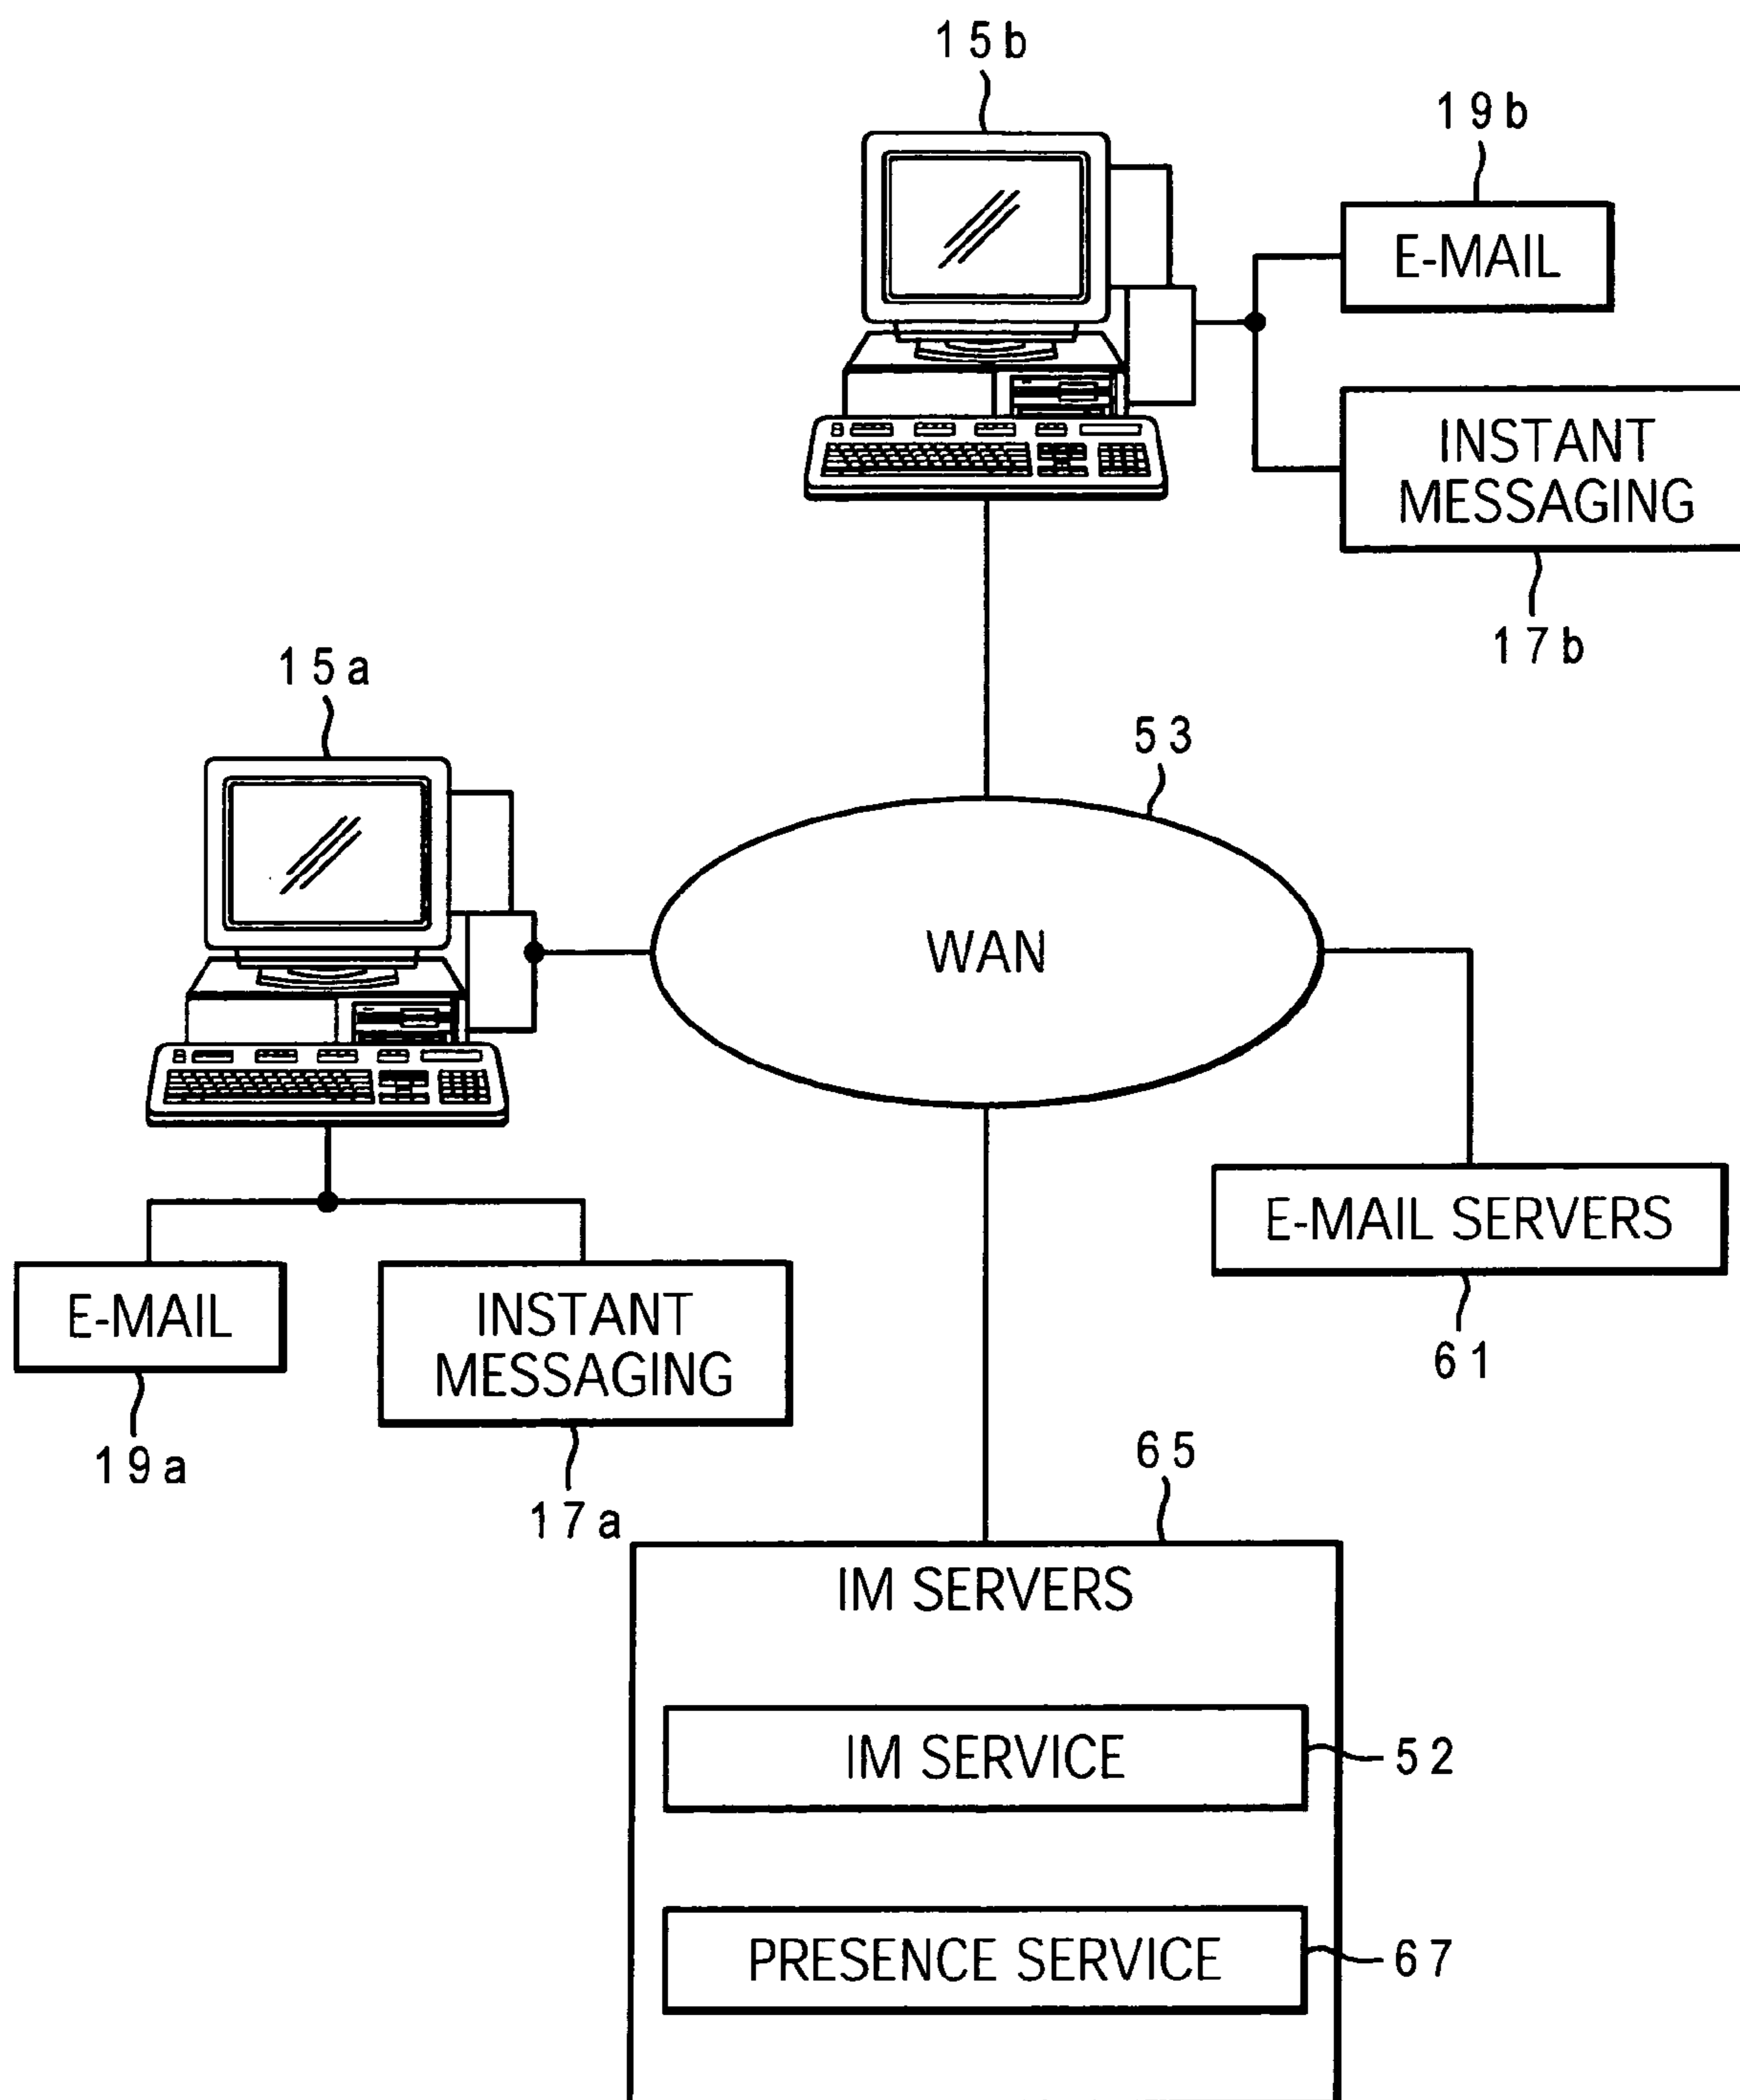 15b
19b
E-MAIL
INSTANT
MESSAGING
17b
15a
53
WAN
E-MAIL SERVERS
61
E-MAIL
19a
INSTANT
MESSAGING
17a
65
IM SERVERS
IM SERVICE
52
PRESENCE SERVICE
67